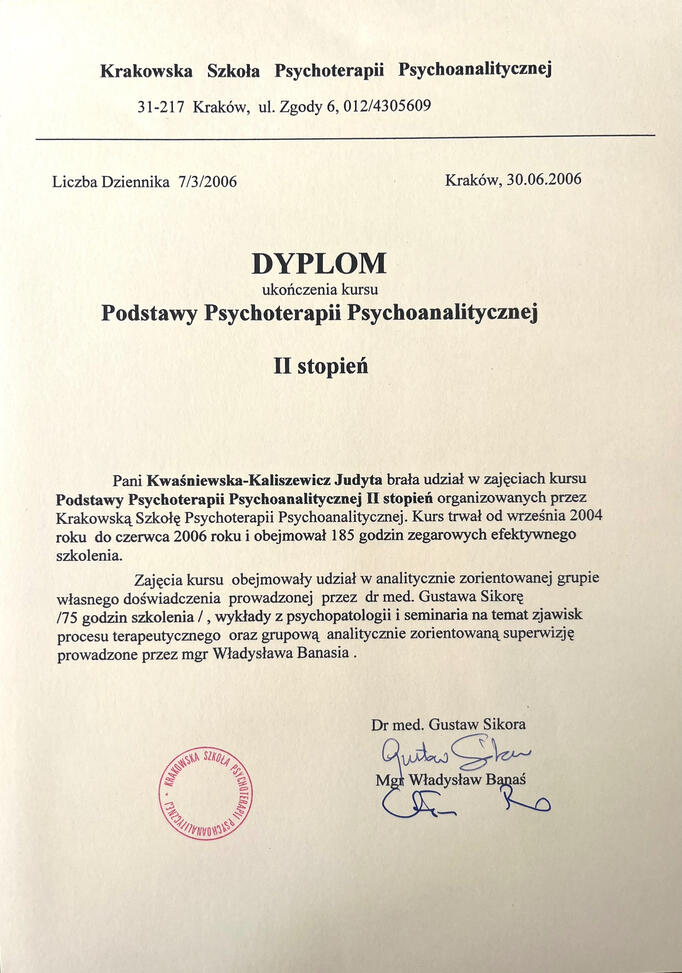 Krakowska Szkoła Psychoterapii Psychoanalitycznej
31-217 Kraków, ul. Zgody 6, 012/4305609
Liczba Dziennika 7/3/2006
Kraków, 30.06.2006
DYPLOM
ukończenia kursu
Podstawy Psychoterapii Psychoanalitycznej
II stopień
Pani Kwaśniewska-Kaliszewicz Judyta brała udział w zajęciach kursu
Podstawy Psychoterapii Psychoanalitycznej II stopień organizowanych przez
Krakowską Szkołę Psychoterapii Psychoanalitycznej. Kurs trwał od września 2004
roku do czerwca 2006 roku i obejmował 185 godzin zegarowych efektywnego
szkolenia.
Zajęcia kursu obejmowały udział w analitycznie zorientowanej grupie
własnego doświadczenia prowadzonej przez dr med. Gustawa Sikorę
/75 godzin szkolenia / , wykłady z psychopatologii i seminaria na temat zjawisk
procesu terapeutycznego oraz grupową analitycznie zorientowaną superwizję
prowadzone przez mgr Władysława Banasia .
Dr med. Gustaw Sikora
Gustaw Sikora
Mgr Władysław Banaś
KRAKOWSKA SZKOŁA PSYCHOTERAPII PSYCHOANALITYCZNEJ